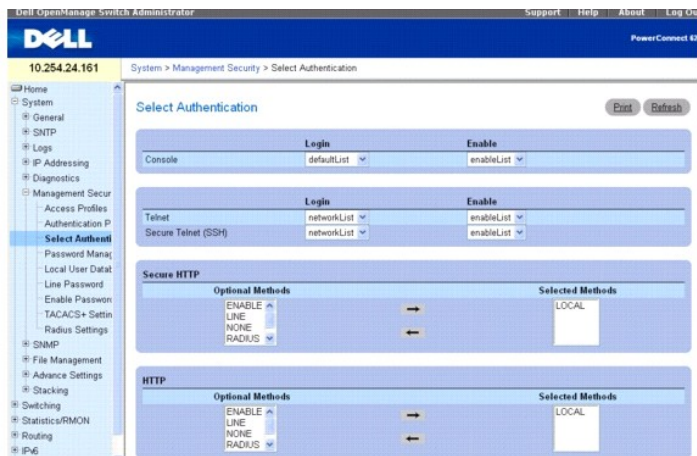 Dell OpenManage Switch Administrator
Support Help About Log Ou
DELL
PowerConnect 62
10.254.24.161
System > Management Security > Select Authentication
Home
System
General
SNTP
Logs
IP Addressing
Diagnostics
Management Secur
Access Profiles
Authentication P
Select Authenti
Password Manag
Local User Datab
Line Password
Enable Passwor
TACACS+ Settin
Radius Settings
SNMP
File Management
Advance Settings
Stacking
Switching
Statistics/RMON
Routing
IPv6
Select Authentication
Print Refresh
Login Enable
Console defaultList enableList
Login Enable
Telnet networkList enableList
Secure Telnet (SSH) networkList enableList
Secure HTTP
Optional Methods Selected Methods
ENABLE
LINE
NONE
RADIUS
LOCAL
HTTP
Optional Methods Selected Methods
ENABLE
LINE
NONE
RADIUS
LOCAL